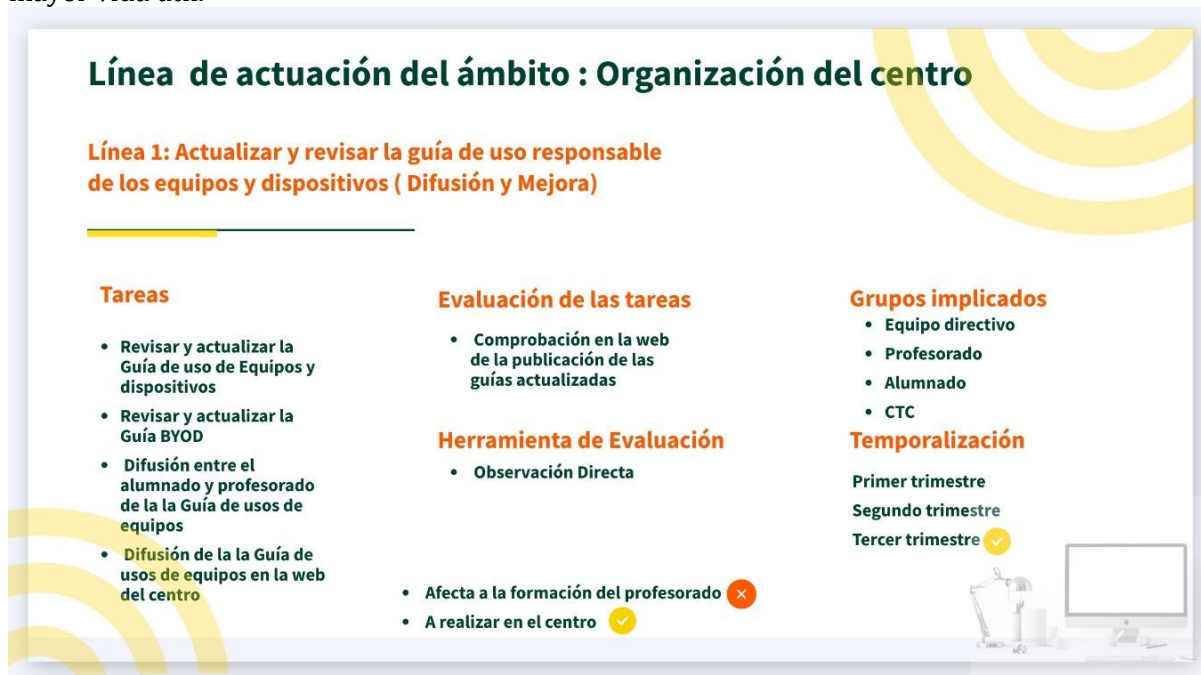 Línea de actuación del ámbito : Organización del centro
Línea 1: Actualizar y revisar la guía de uso responsable
de los equipos y dispositivos ( Difusión y Mejora)
Tareas
• Revisar y actualizar la
Guía de uso de Equipos y
dispositivos
• Revisar y actualizar la
Guía BYOD
• Difusión entre el
alumnado y profesorado
de la la Guía de usos de
equipos
• Difusión de la la Guía de
usos de equipos en la web
del centro
Evaluación de las tareas
• Comprobación en la web
de la publicación de las
guías actualizadas
Herramienta de Evaluación
• Observación Directa
• Afecta a la formación del profesorado
• A realizar en el centro
Grupos implicados
• Equipo directivo
• Profesorado
• Alumnado
• CTC
Temporalización
Primer trimestre
Segundo trimestre
Tercer trimestre